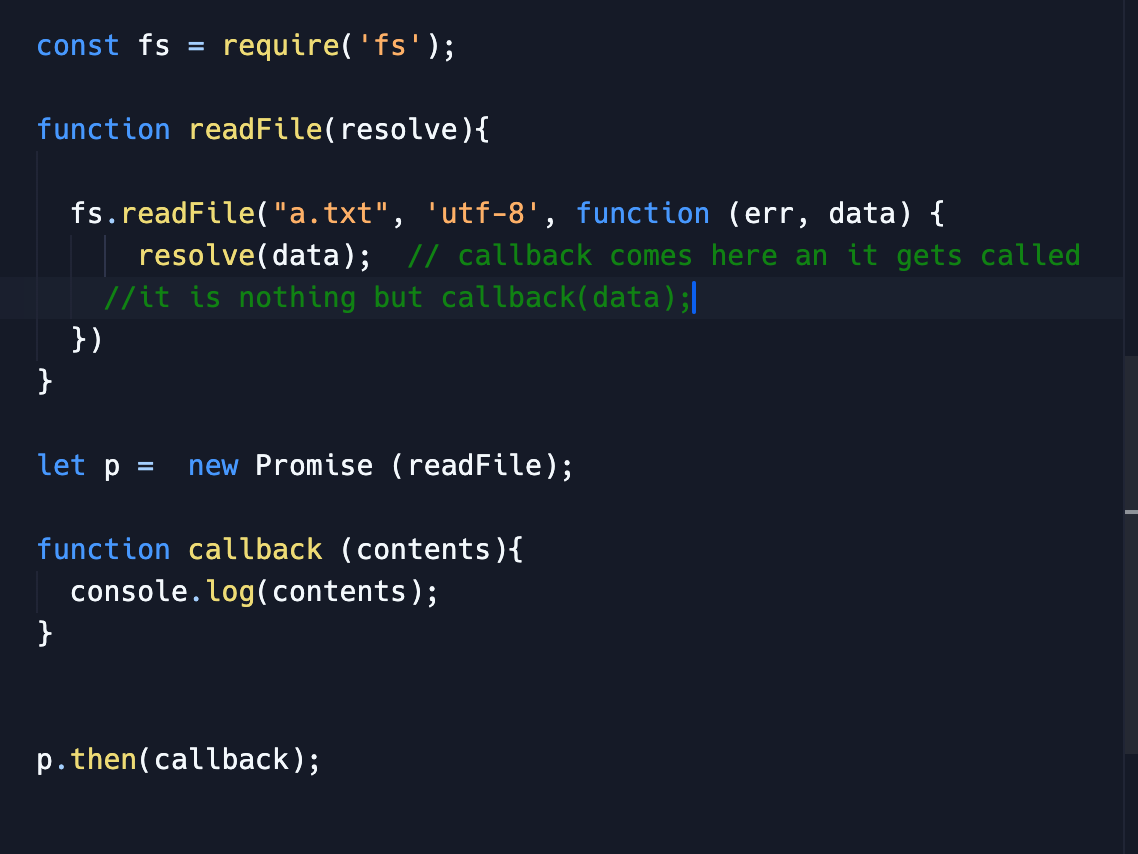 const fs = require('fs');
function readFile(resolve){
fs.readFile("a.txt", 'utf-8', function (err, data) {
resolve(data);  // callback comes here an it gets called
//it is nothing but callback(data);
})
}
let p =  new Promise (readFile);
function callback (contents){
console.log(contents);
}
p.then(callback);